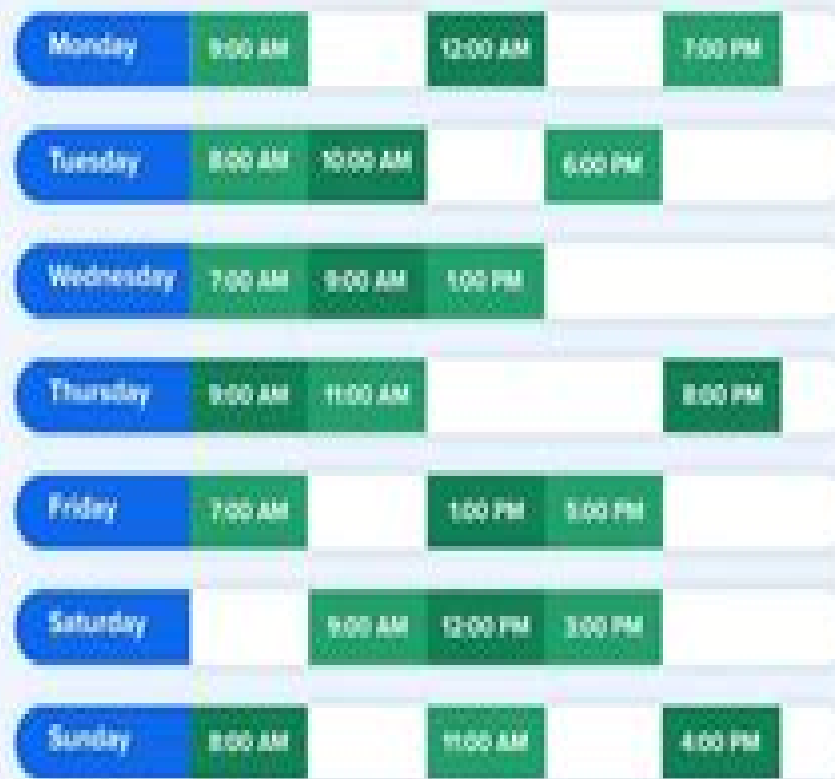 Monday 9:00 AM 12:00 AM 7:00 PM
Tuesday 8:00 AM 10:00 AM 6:00 PM
Wednesday 7:00 AM 9:00 AM 1:00 PM
Thursday 9:00 AM 11:00 AM 8:00 PM
Friday 7:00 AM 1:00 PM 5:00 PM
Saturday 9:00 AM 12:00 PM 3:00 PM
Sunday 8:00 AM 11:00 AM 4:00 PM